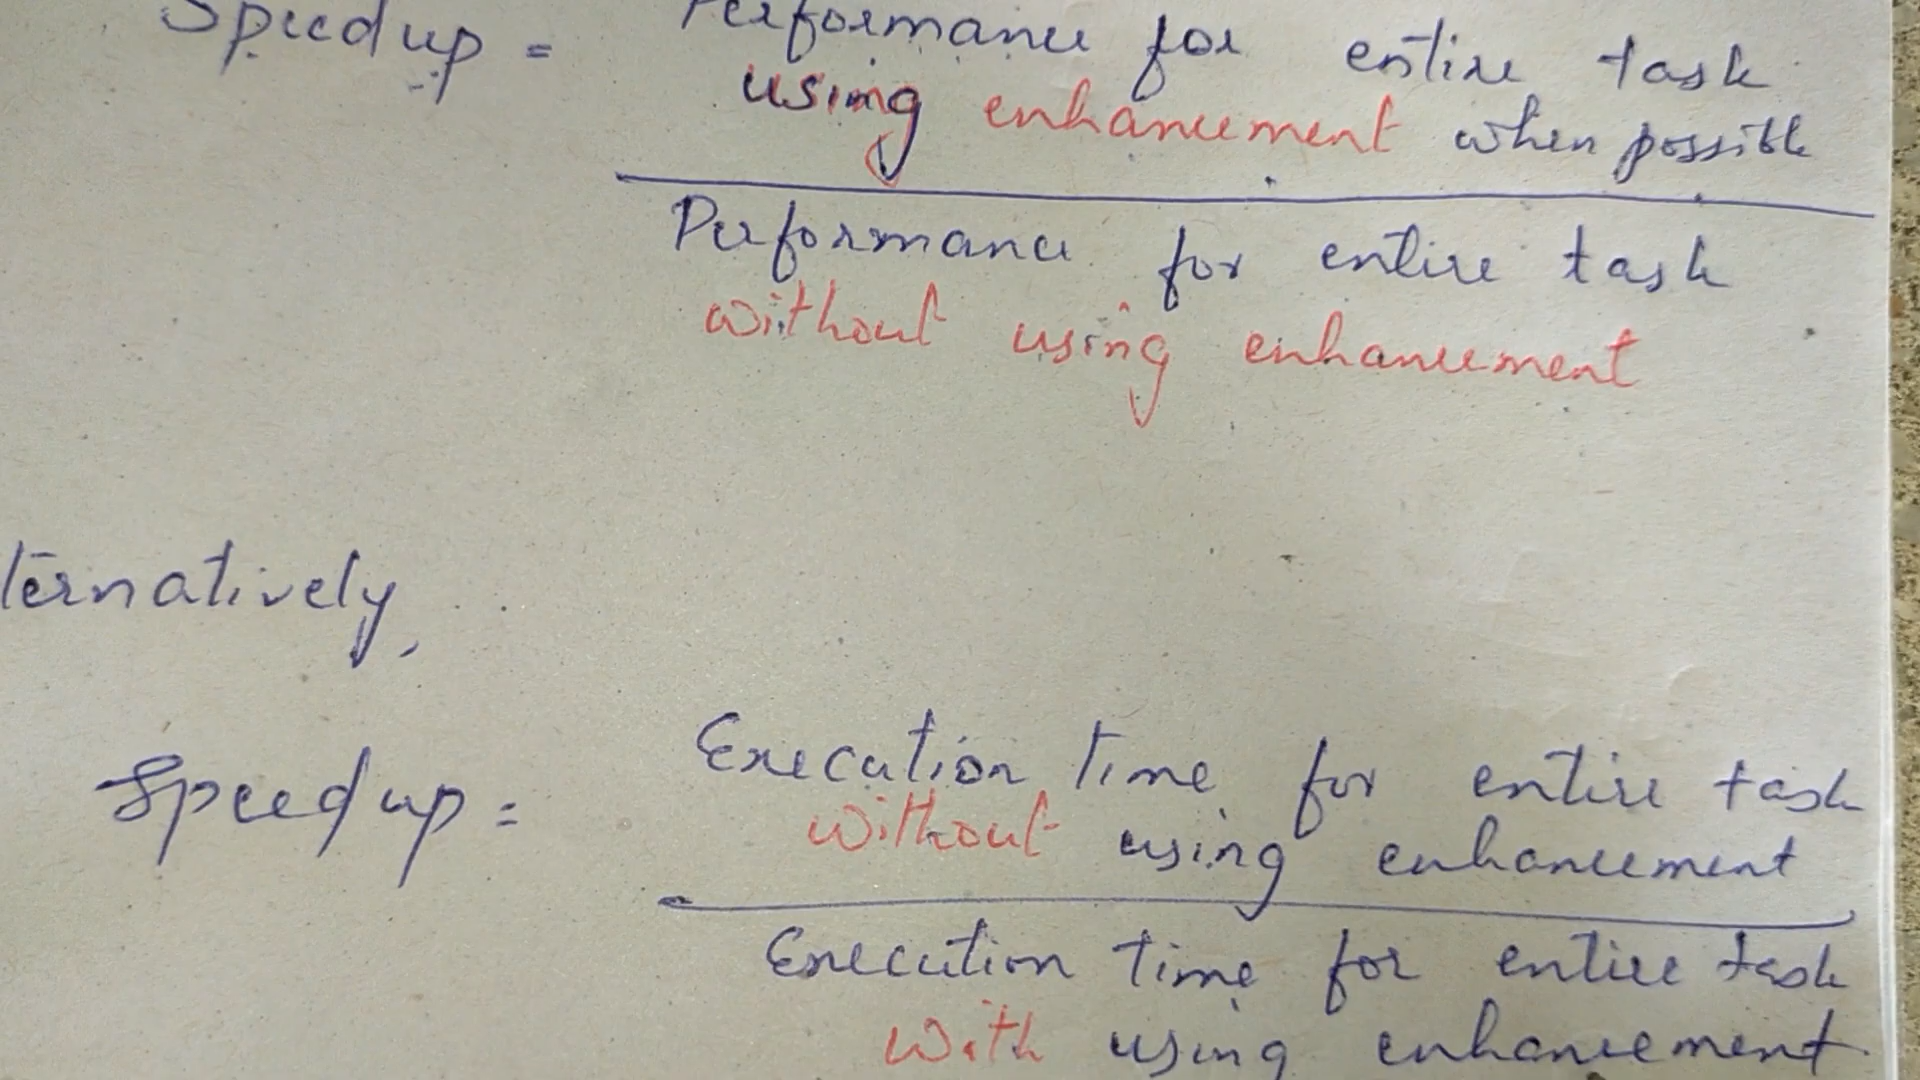 Speedup =
Performance for entire task
using enhancement when possible
Performance for entire task
without using enhancement
ternatively,
Speedup =
Execution time for entire task
without using enhancement
Execution time for entire task
with using enhancement